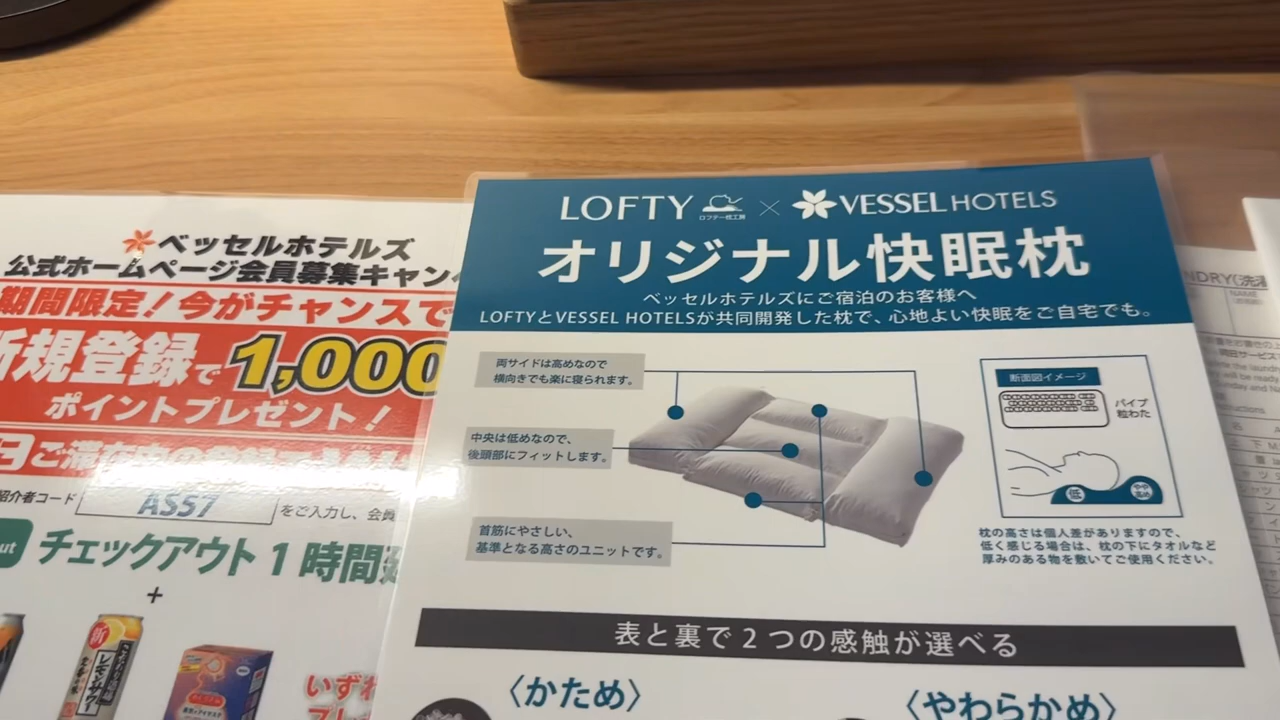 ベッセルホテルズ
公式ホームページ会員募集キャン
期間限定!今がチャンスで
新規登録で1,000
ポイントプレゼント!
紹介者コード AS57 をご入力し、会員
チェックアウト1時間
+
新
レモンサワー
いずれ
LOFTY ロフテー枕工房 × VESSEL HOTELS
オリジナル快眠枕
ベッセルホテルズにご宿泊のお客様へ
LOFTYとVESSEL HOTELSが共同開発した枕で、心地よい快眠をご自宅でも。
両サイドは高めなので
横向きでも楽に寝られます。
中央は低めなので、
後頭部にフィットします。
首筋にやさしい、
基準となる高さのユニットです。
断面図イメージ
パイプ
粒わた
低
やや高め
枕の高さは個人差がありますので、
低く感じる場合は、枕の下にタオルなど
厚みのある物を敷いてご使用ください。
表と裏で2つの感触が選べる
〈かため〉
〈やわらかめ〉
NAME